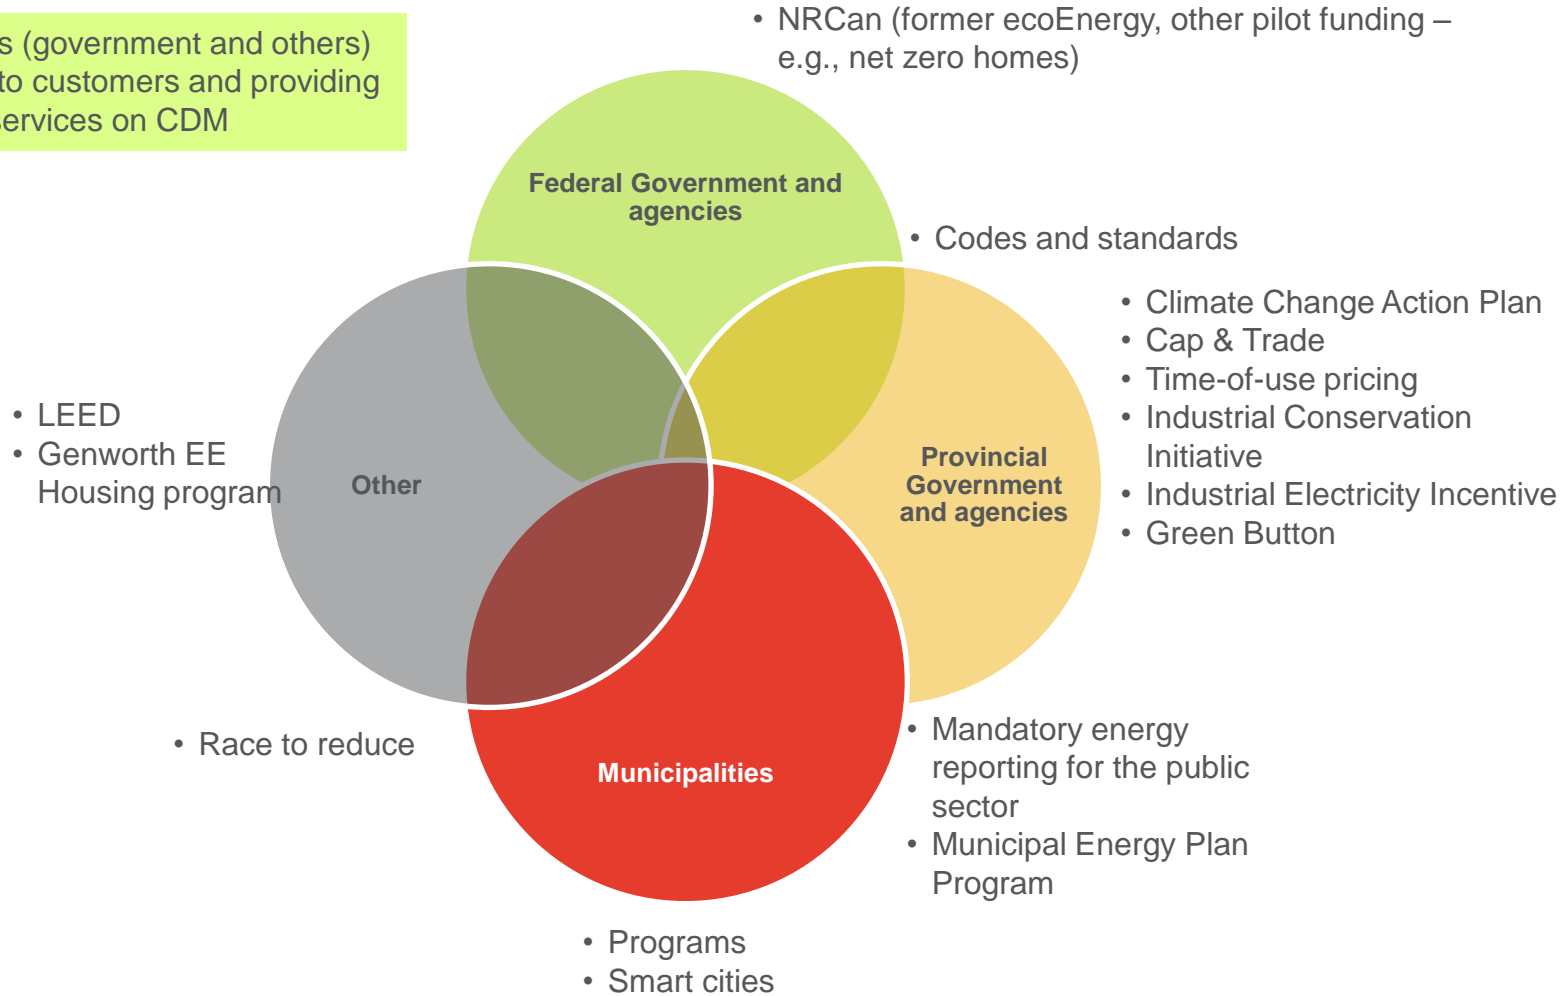 s (government and others)
to customers and providing
services on CDM
• NRCan (former ecoEnergy, other pilot funding –
e.g., net zero homes)
Federal Government and
agencies
• Codes and standards
• Climate Change Action Plan
• Cap & Trade
• Time-of-use pricing
• Industrial Conservation
Initiative
• Industrial Electricity Incentive
• Green Button
• LEED
• Genworth EE
Housing program
Other
Provincial
Government
and agencies
• Race to reduce
Municipalities
• Mandatory energy
reporting for the public
sector
• Municipal Energy Plan
Program
• Programs
• Smart cities